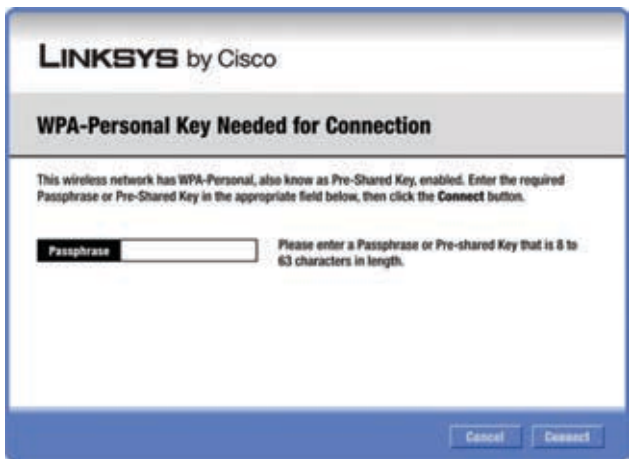 LINKSYS by Cisco
WPA-Personal Key Needed for Connection
This wireless network has WPA-Personal, also know as Pre-Shared Key, enabled. Enter the required
Passphrase or Pre-Shared Key in the appropriate field below, then click the Connect button.
Passphrase
Please enter a Passphrase or Pre-shared Key that is 8 to
63 characters in length.
Cancel
Connect